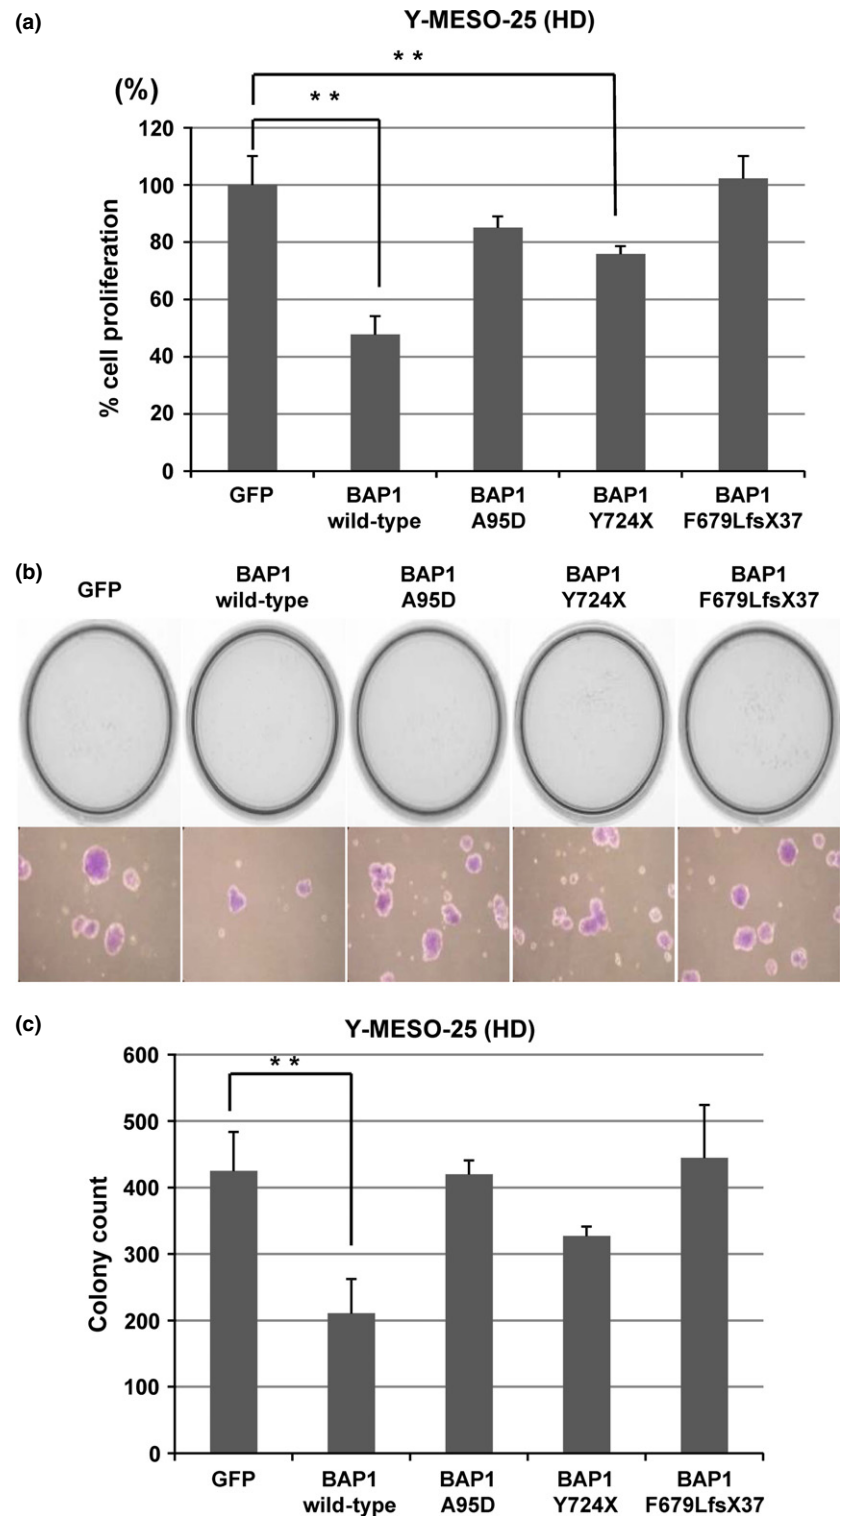 (a)
Y-MESO-25 (HD)
* *
(%)
* *
120
100
80
60
40
20
0
% cell proliferation
GFP BAP1 BAP1 BAP1 BAP1
wild-type A95D Y724X F679LfsX37
(b)
GFP BAP1 BAP1 BAP1 BAP1
wild-type A95D Y724X F679LfsX37
(c)
Y-MESO-25 (HD)
* *
600
500
400
300
200
100
0
Colony count
GFP BAP1 BAP1 BAP1 BAP1
wild-type A95D Y724X F679LfsX37